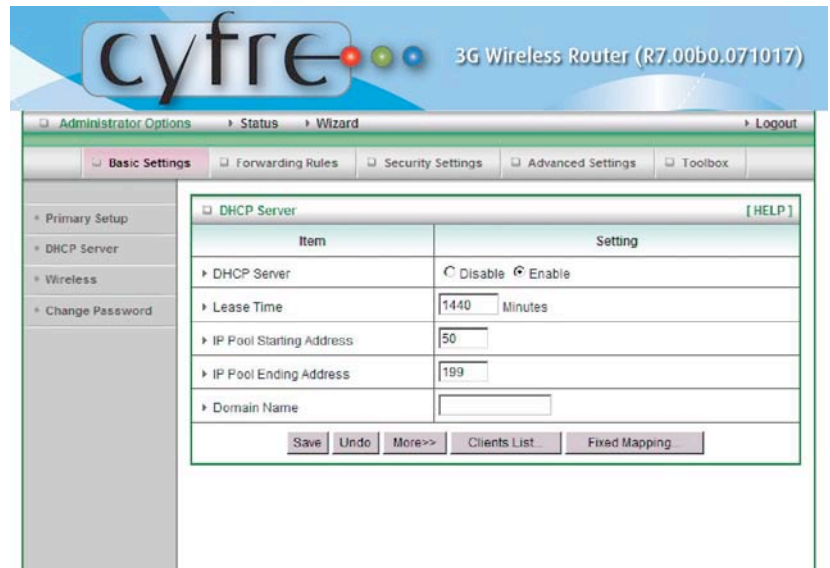 cyfre
3G Wireless Router (R7.00b0.071017)
Administrator Options Status Wizard Logout
Basic Settings Forwarding Rules Security Settings Advanced Settings Toolbox
Primary Setup
DHCP Server
Wireless
Change Password
DHCP Server [ HELP ]
Item Setting
DHCP Server Disable Enable
Lease Time 1440 Minutes
IP Pool Starting Address 50
IP Pool Ending Address 199
Domain Name
Save Undo More>> Clients List... Fixed Mapping...